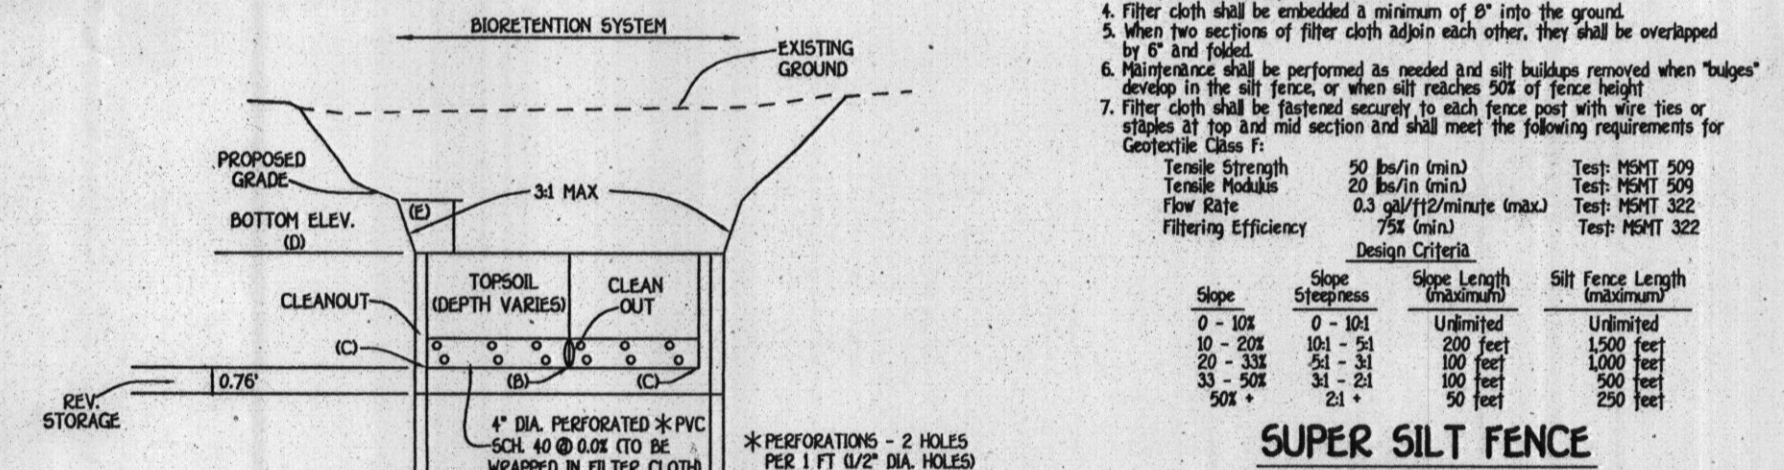 BIORETENTION SYSTEM
EXISTING
GROUND
PROPOSED
GRADE
3:1 MAX
(E)
BOTTOM ELEV.
(D)
TOPSOIL
(DEPTH VARIES)
CLEAN
OUT
CLEANOUT
(C)
(B)
(C)
0.76'
REV.
STORAGE
4" DIA. PERFORATED * PVC
SCH. 40 @ 0.0% (TO BE
WRAPPED IN FILTER CLOTH)
* PERFORATIONS - 2 HOLES
PER 1 FT (1/2" DIA. HOLES)
4. Filter cloth shall be embedded a minimum of 8" into the ground.
5. When two sections of filter cloth adjoin each other, they shall be overlapped
by 6" and folded.
6. Maintenance shall be performed as needed and silt buildups removed when "bulges"
develop in the silt fence, or when silt reaches 50% of fence height
7. Filter cloth shall be fastened securely to each fence post with wire ties or
staples at top and mid section and shall meet the following requirements for
Geotextile Class F:
Tensile Strength 50 lbs/in (min.) Test: MSMT 509
Tensile Modulus 20 lbs/in (min.) Test: MSMT 509
Flow Rate 0.3 gal/ft2/minute (max.) Test: MSMT 322
Filtering Efficiency 75% (min.) Test: MSMT 322
Design Criteria
Slope Slope Steepness Slope Length (maximum) Silt Fence Length (maximum)
0 - 10% 0 - 10:1 Unlimited Unlimited
10 - 20% 10:1 - 5:1 200 feet 1,500 feet
20 - 33% 5:1 - 3:1 100 feet 1,000 feet
33 - 50% 3:1 - 2:1 100 feet 500 feet
50% + 2:1 + 50 feet 250 feet
SUPER SILT FENCE